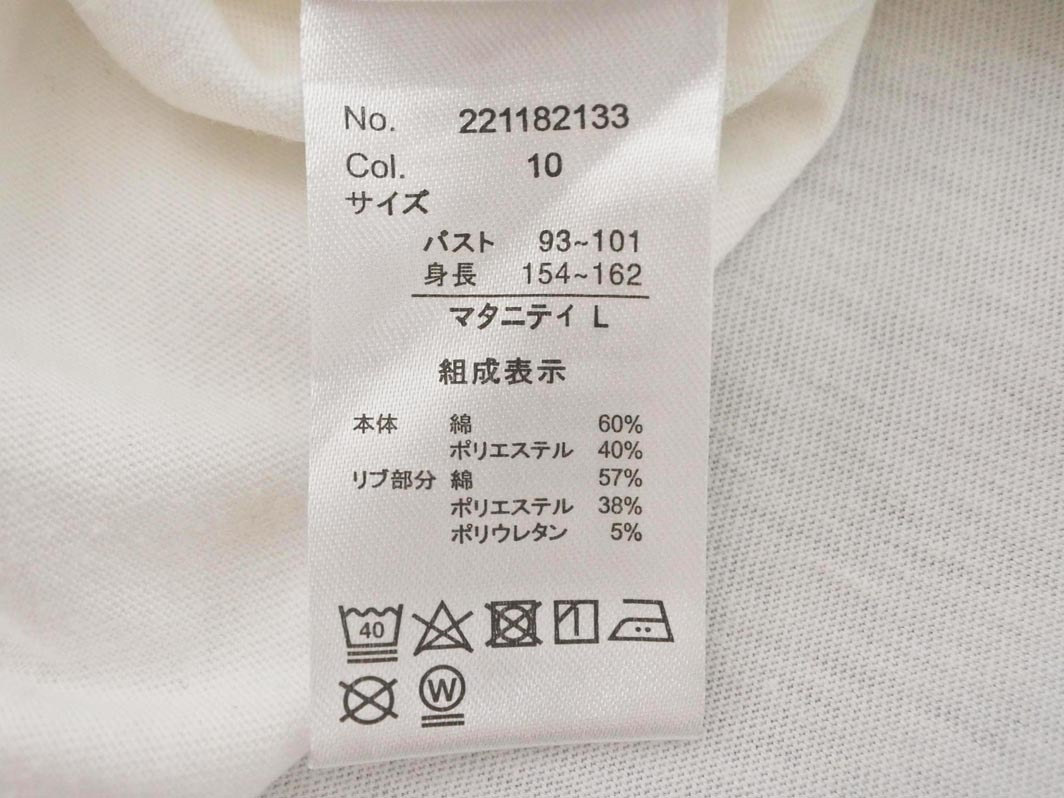 No. 221182133
Col. 10
サイズ
バスト 93~101
身長 154~162
マタニティ L
組成表示
本体 綿 60%
ポリエステル 40%
リブ部分 綿 57%
ポリエステル 38%
ポリウレタン 5%
40
W